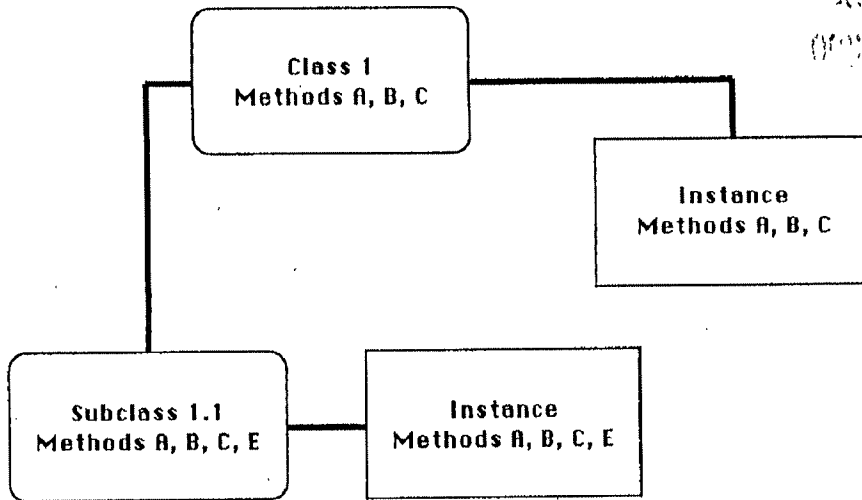 Class 1
Methods A, B, C
Instance
Methods A, B, C
Subclass 1.1
Methods A, B, C, E
Instance
Methods A, B, C, E